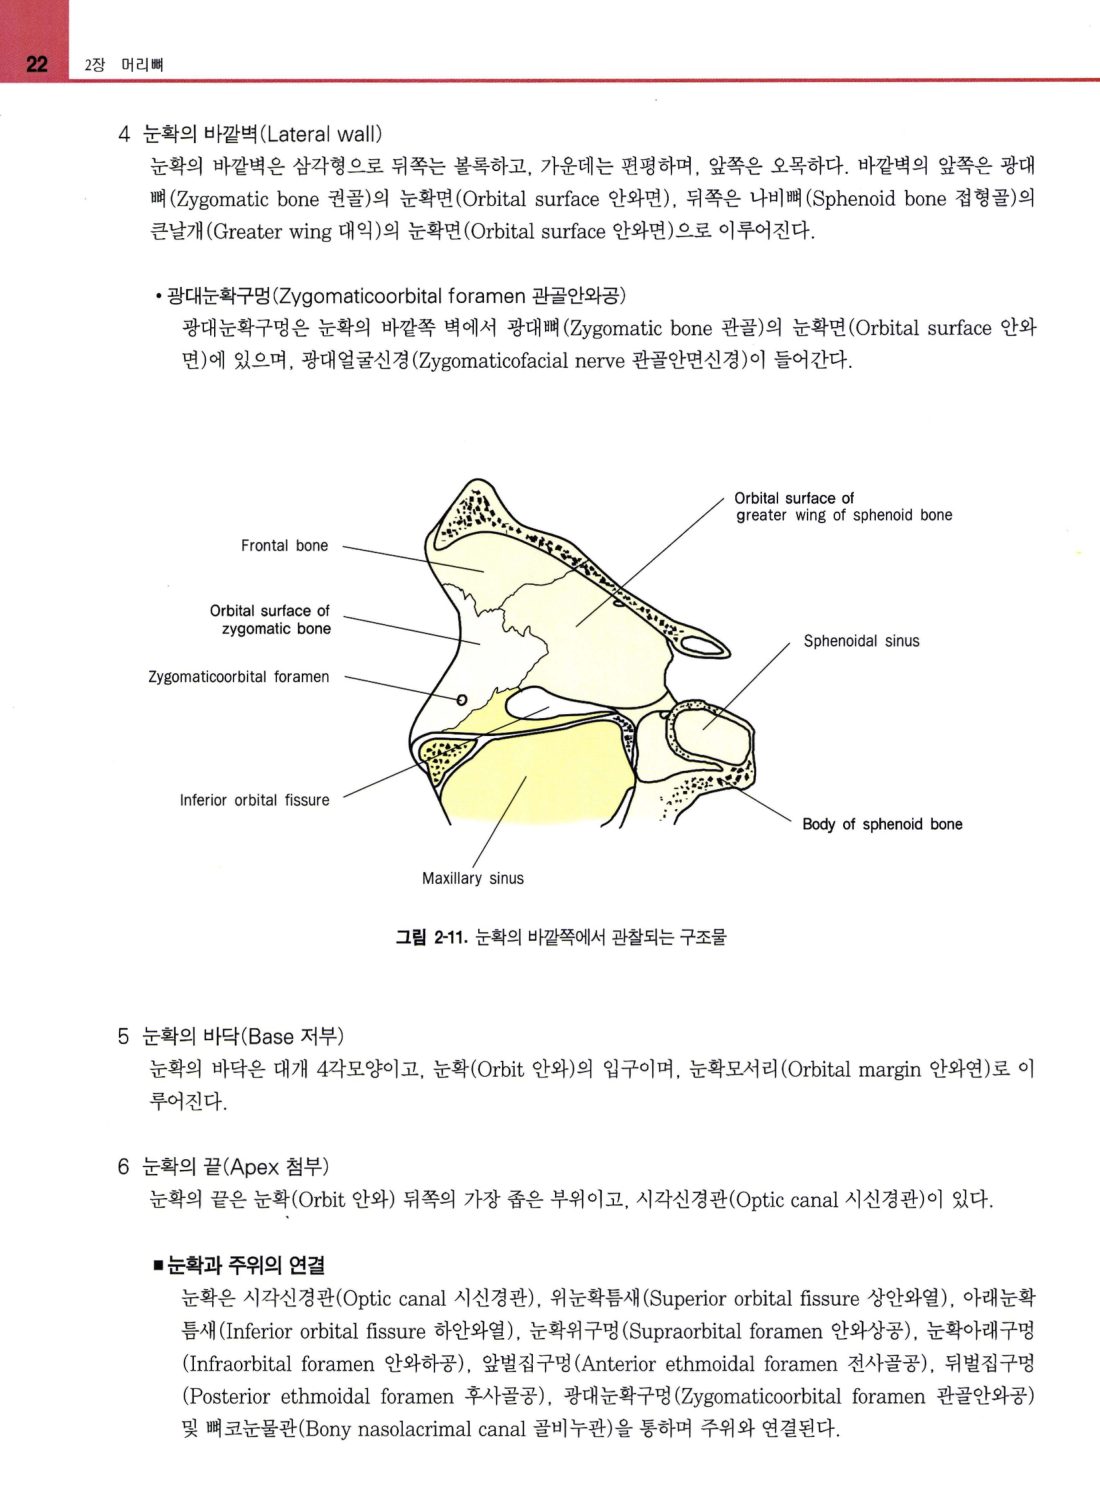 22
2장 머리뼈
4 눈확의 바깥벽(Lateral wall)
눈확의 바깥벽은 삼각형으로 뒤쪽는 볼록하고, 가운데는 편평하며, 앞쪽은 오목하다. 바깥벽의 앞쪽은 광대
뼈(Zygomatic bone 권골)의 눈확면(Orbital surface 안와면), 뒤쪽은 나비뼈(Sphenoid bone 접형골)의
큰날개(Greater wing 대익)의 눈확면(Orbital surface 안와면)으로 이루어진다.
• 광대눈확구멍(Zygomaticoorbital foramen 관골안와공)
광대눈확구멍은 눈확의 바깥쪽 벽에서 광대뼈(Zygomatic bone 관골)의 눈확면(Orbital surface 안와
면)에 있으며, 광대얼굴신경(Zygomaticofacial nerve 관골안면신경)이 들어간다.
Orbital surface of
greater wing of sphenoid bone
Frontal bone
Orbital surface of
zygomatic bone
Sphenoidal sinus
Zygomaticoorbital foramen
Inferior orbital fissure
Body of sphenoid bone
Maxillary sinus
그림 2-11. 눈확의 바깥쪽에서 관찰되는 구조물
5 눈확의 바닥(Base 저부)
눈확의 바닥은 대개 4각모양이고, 눈확(Orbit 안와)의 입구이며, 눈확모서리(Orbital margin 안와연)로 이
루어진다.
6 눈확의 끝(Apex 첨부)
눈확의 끝은 눈확(Orbit 안와) 뒤쪽의 가장 좁은 부위이고, 시각신경관(Optic canal 시신경관)이 있다.
■ 눈확과 주위의 연결
눈확은 시각신경관(Optic canal 시신경관), 위눈확틈새(Superior orbital fissure 상안와열), 아래눈확
틈새(Inferior orbital fissure 하안와열), 눈확위구멍(Supraorbital foramen 안와상공), 눈확아래구멍
(Infraorbital foramen 안와하공), 앞벌집구멍(Anterior ethmoidal foramen 전사골공), 뒤벌집구멍
(Posterior ethmoidal foramen 후사골공), 광대눈확구멍(Zygomaticoorbital foramen 관골안와공)
및 뼈코눈물관(Bony nasolacrimal canal 골비누관)을 통하며 주위와 연결된다.